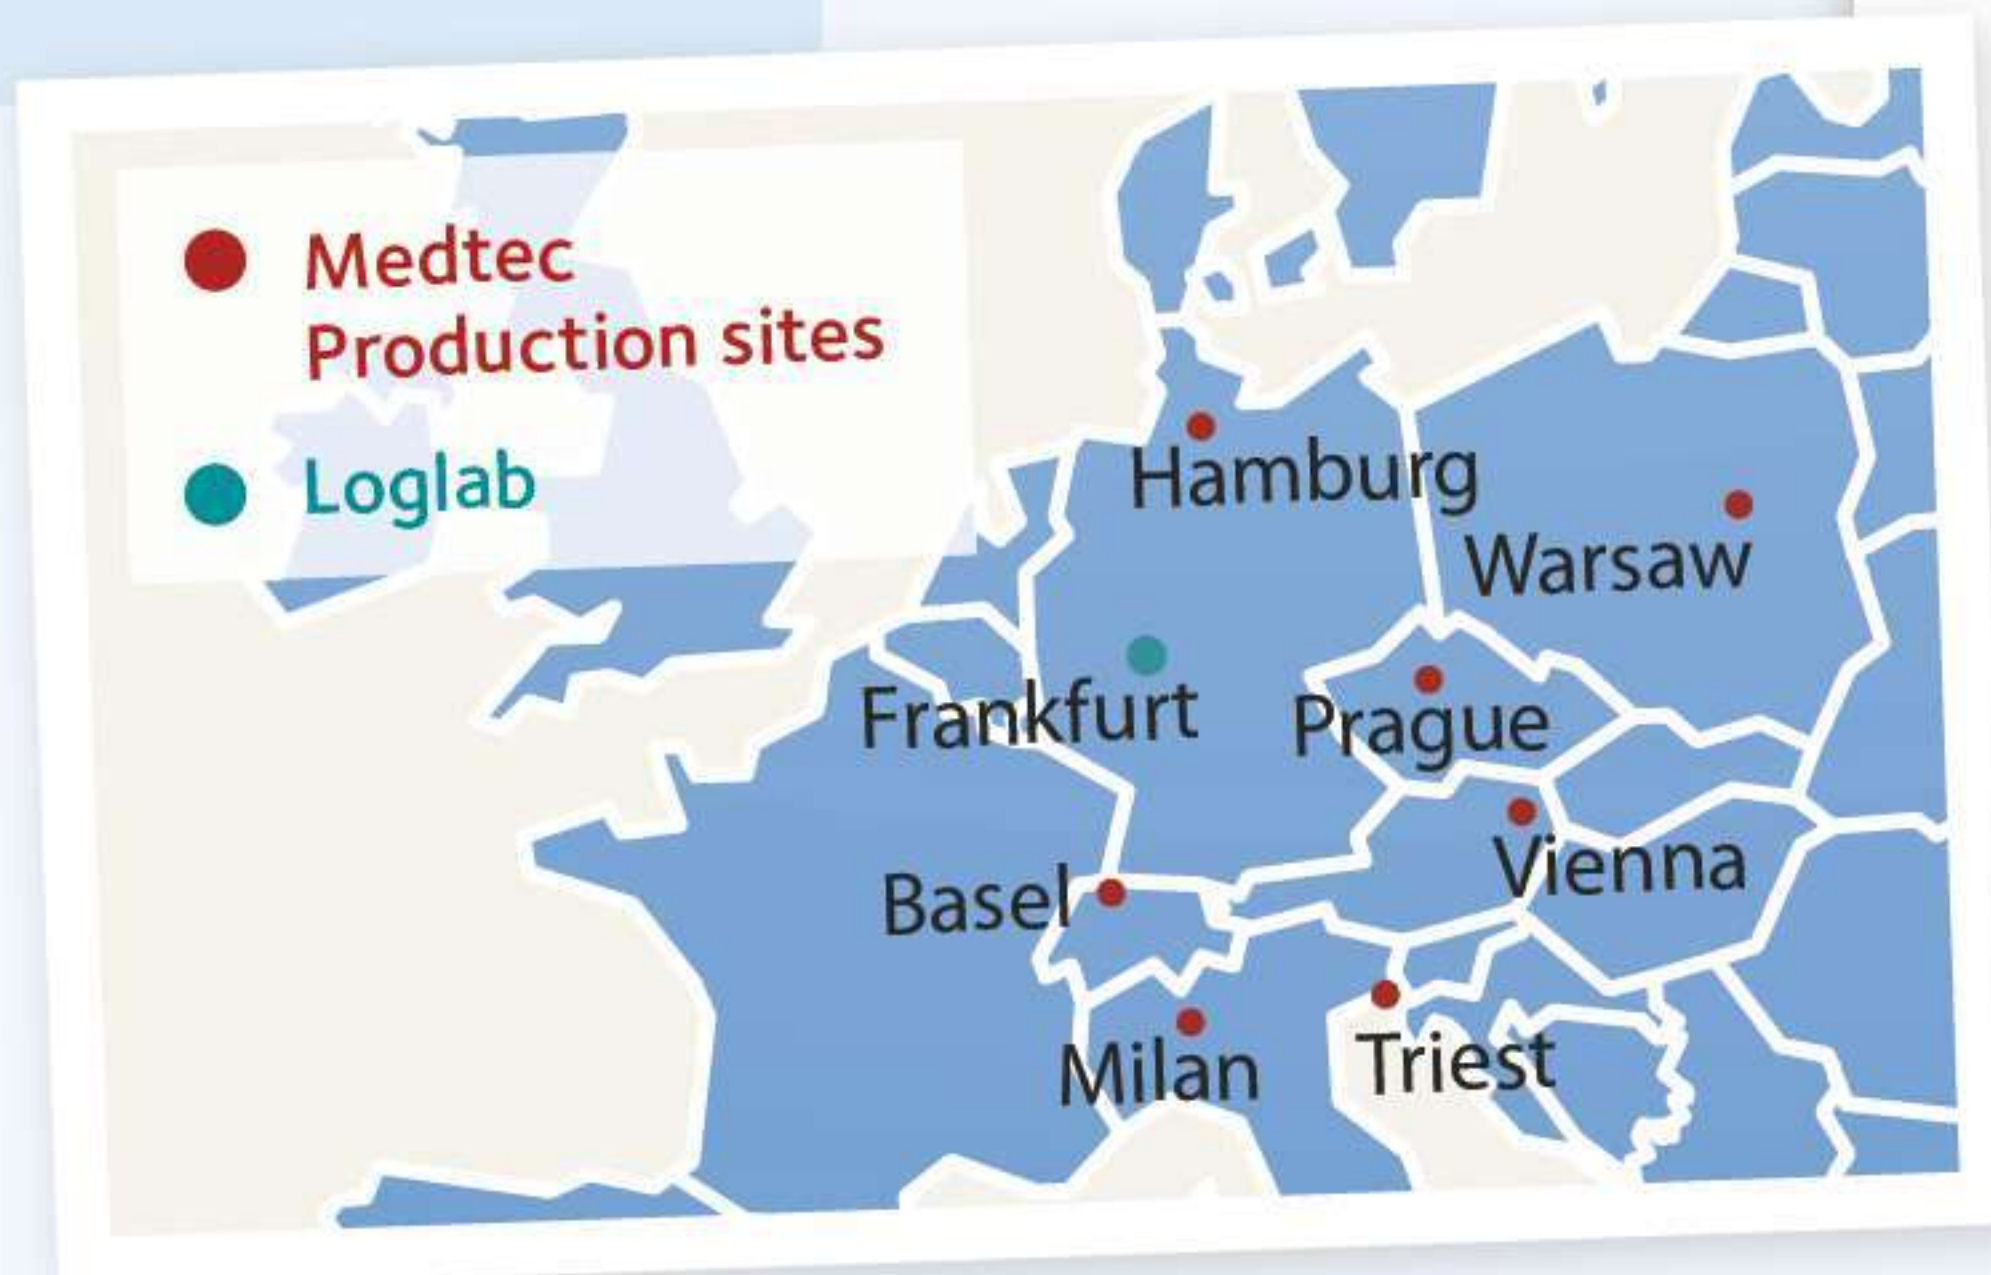 Medtec
Production sites
Loglab
Hamburg
Warsaw
Frankfurt
Prague
Vienna
Basel
Milan
Triest